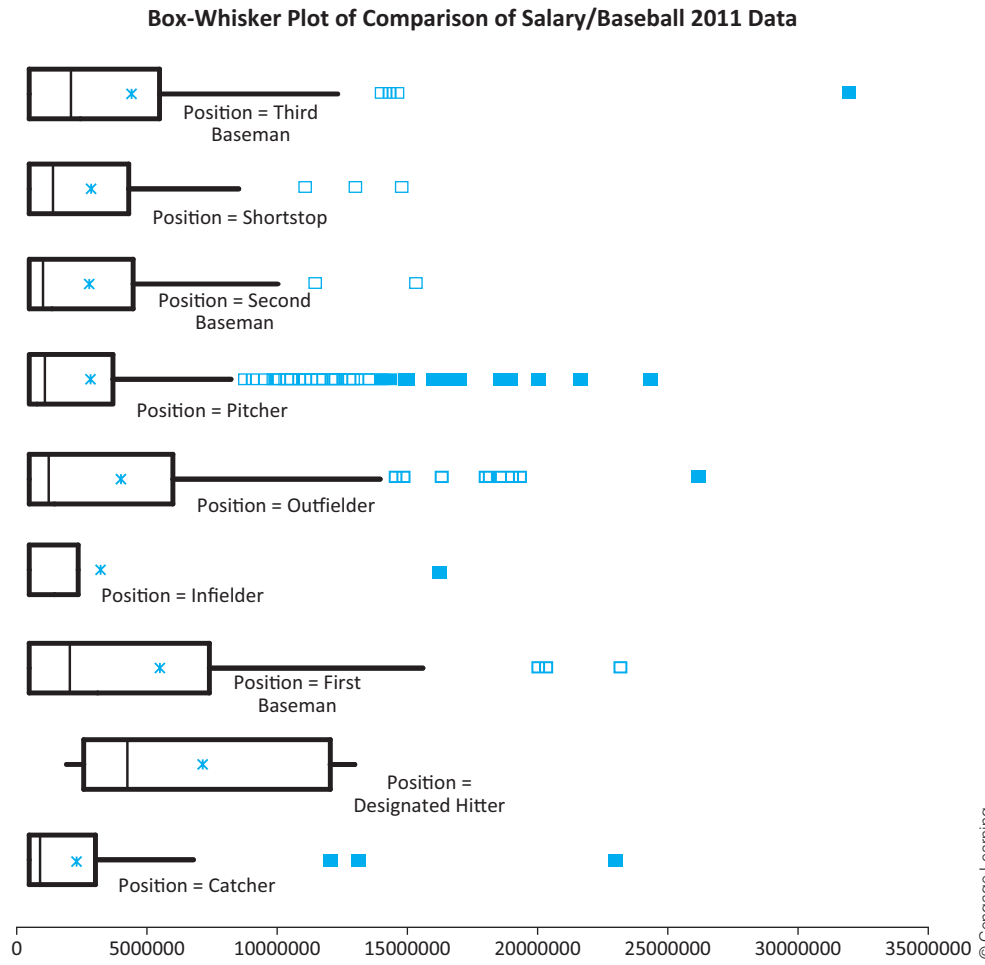 Box-Whisker Plot of Comparison of Salary/Baseball 2011 Data
Position = Third
Baseman
Position = Shortstop
Position = Second
Baseman
Position = Pitcher
Position = Outfielder
Position = Infielder
Position = First
Baseman
Position =
Designated Hitter
Position = Catcher
0 5000000 10000000 15000000 20000000 25000000 30000000 35000000
© Cengage Learning